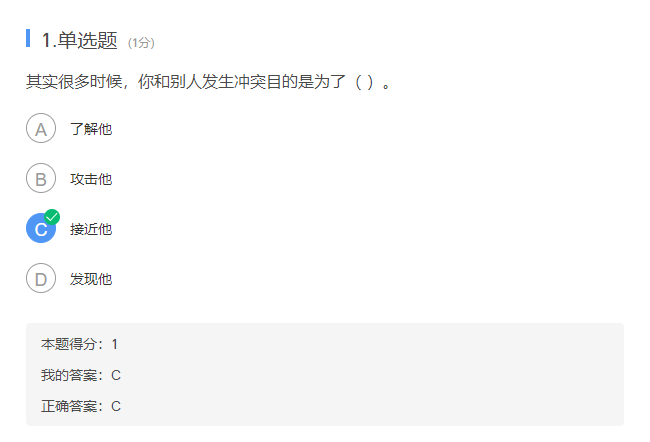 1.单选题 (1分)
其实很多时候，你和别人发生冲突目的是为了（ ）。
A 了解他
B 攻击他
C 接近他
D 发现他
本题得分：1
我的答案：C
正确答案：C